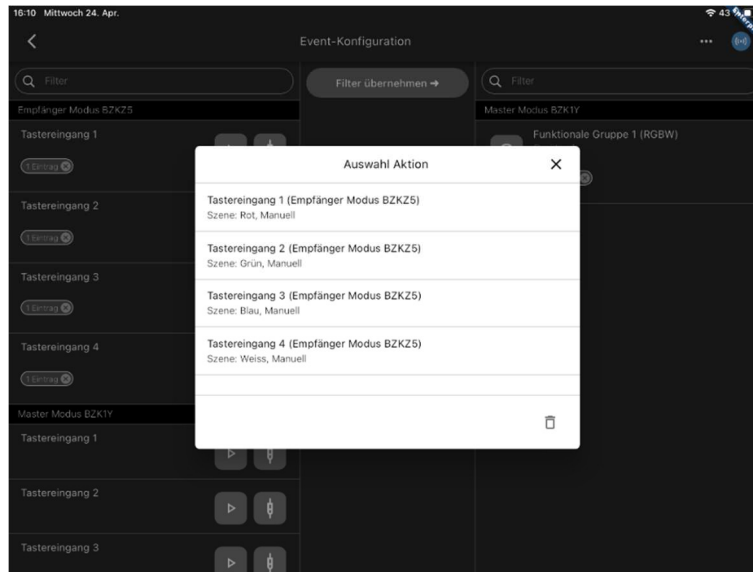 16:10 Mittwoch 24. Apr.
43
Event-Konfiguration
Filter
Filter übernehmen
Filter
Empfänger Modus BZKZ5
Master Modus BZK1Y
Tastereingang 1
Funktionale Gruppe 1 (RGBW)
1 Eintrag
Tastereingang 2
1 Eintrag
Tastereingang 3
1 Eintrag
Tastereingang 4
1 Eintrag
Master Modus BZK1Y
Tastereingang 1
Tastereingang 2
Tastereingang 3
Auswahl Aktion
Tastereingang 1 (Empfänger Modus BZKZ5)
Szene: Rot, Manuell
Tastereingang 2 (Empfänger Modus BZKZ5)
Szene: Grün, Manuell
Tastereingang 3 (Empfänger Modus BZKZ5)
Szene: Blau, Manuell
Tastereingang 4 (Empfänger Modus BZKZ5)
Szene: Weiss, Manuell